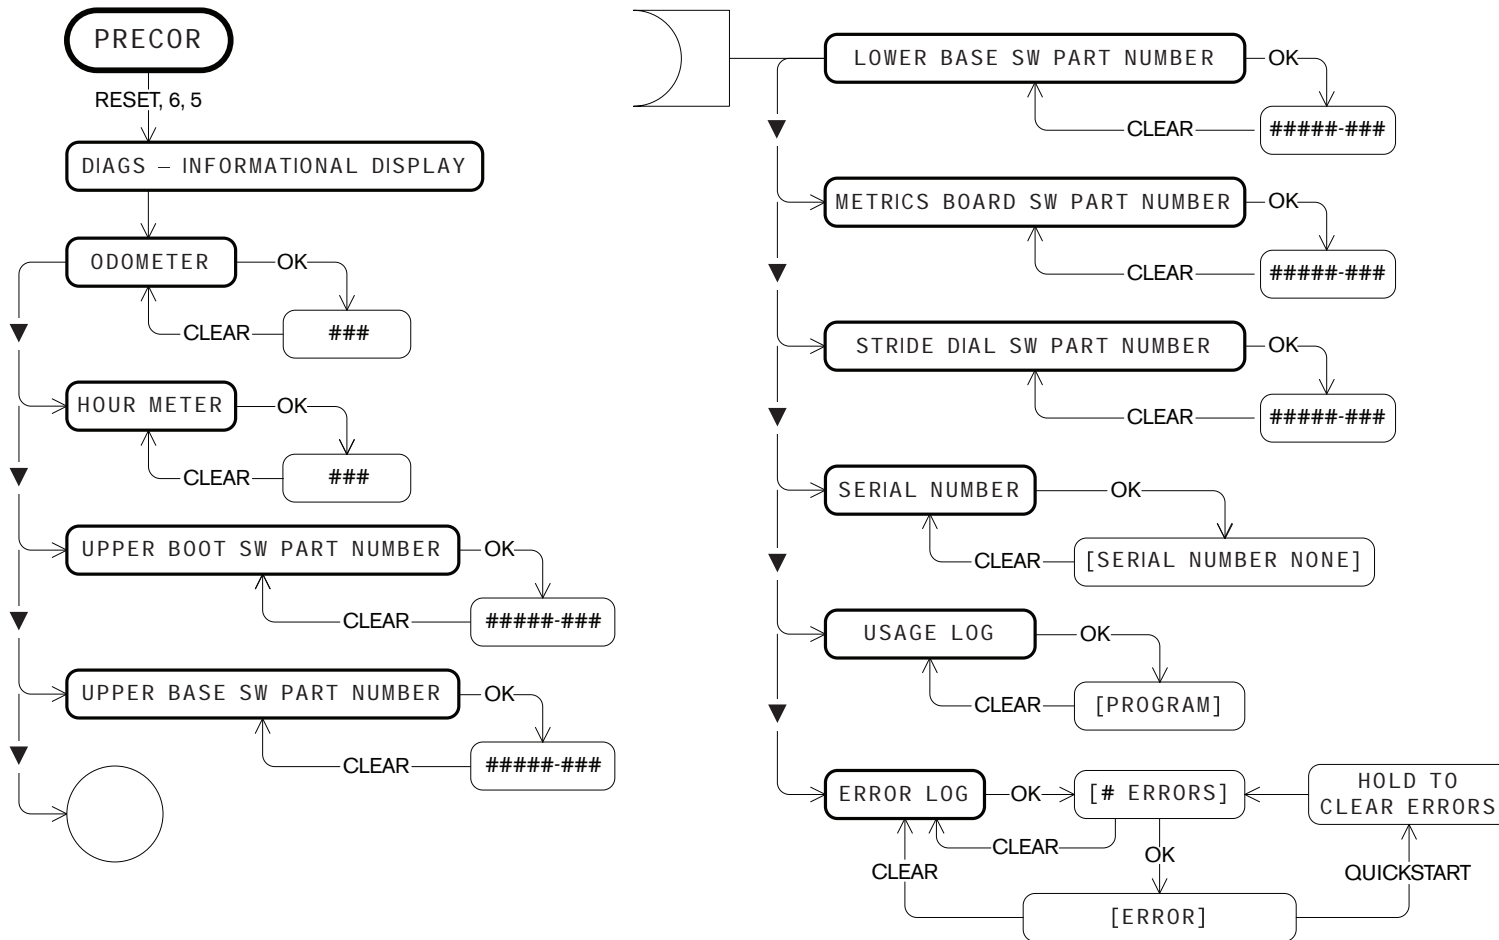 PRECOR
RESET, 6, 5
DIAGS – INFORMATIONAL DISPLAY
ODOMETER
OK
CLEAR
###
HOUR METER
OK
CLEAR
###
UPPER BOOT SW PART NUMBER
OK
CLEAR
#####-###
UPPER BASE SW PART NUMBER
OK
CLEAR
#####-###
LOWER BASE SW PART NUMBER
OK
CLEAR
#####-###
METRICS BOARD SW PART NUMBER
OK
CLEAR
#####-###
STRIDE DIAL SW PART NUMBER
OK
CLEAR
#####-###
SERIAL NUMBER
OK
CLEAR
[SERIAL NUMBER NONE]
USAGE LOG
OK
CLEAR
[PROGRAM]
ERROR LOG
OK
[# ERRORS]
HOLD TO
CLEAR ERRORS
CLEAR
OK
CLEAR
QUICKSTART
[ERROR]